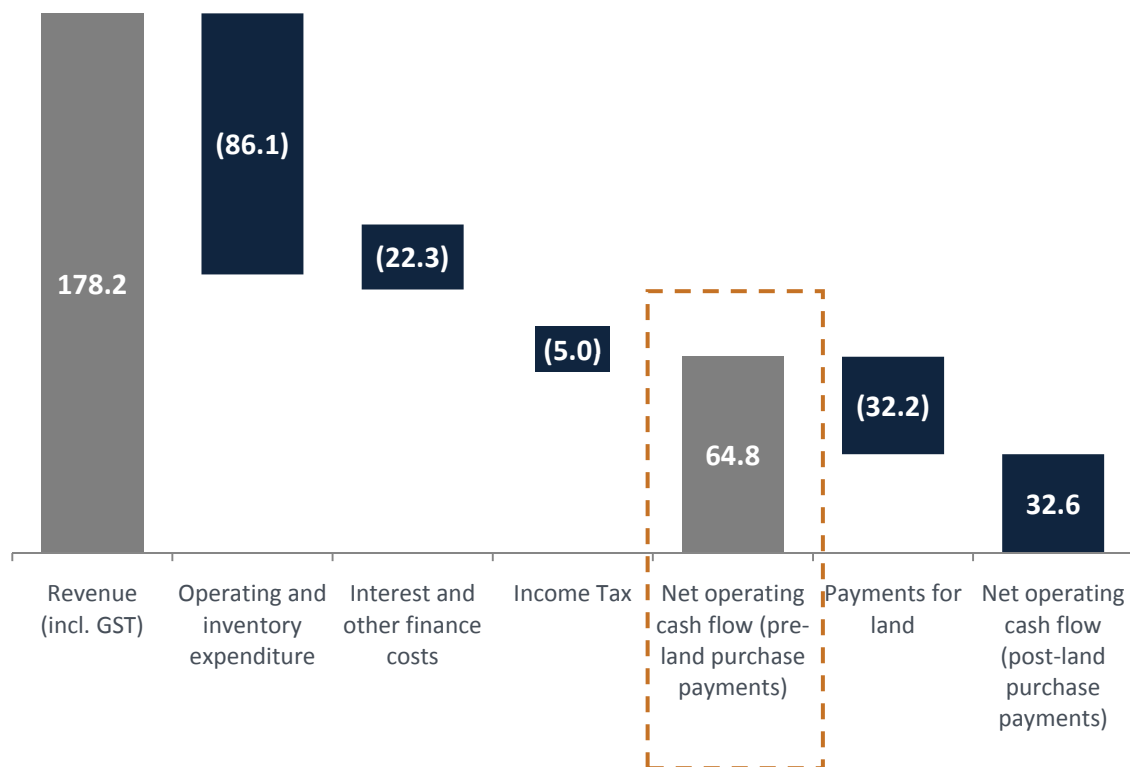 178.2
(86.1)
(22.3)
(5.0)
64.8
(32.2)
32.6
Revenue
(incl. GST)
Operating and
inventory
expenditure
Interest and
other finance
costs
Income Tax
Net operating
cash flow (pre-
land purchase
payments)
Payments for
land
Net operating
cash flow
(post-land
purchase
payments)